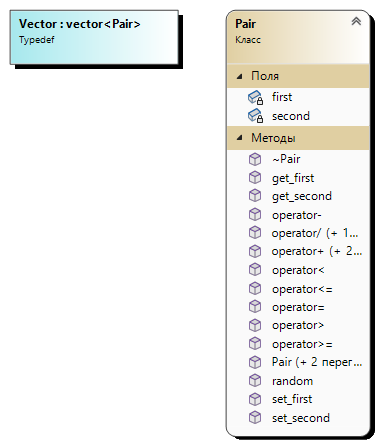 Vector : vector<Pair>
Typedef
Pair
Класс
Поля
first
second
Методы
~Pair
get_first
get_second
operator-
operator/ (+ 1...
operator+ (+ 2...
operator<
operator<=
operator=
operator>
operator>=
Pair (+ 2 перег...
random
set_first
set_second